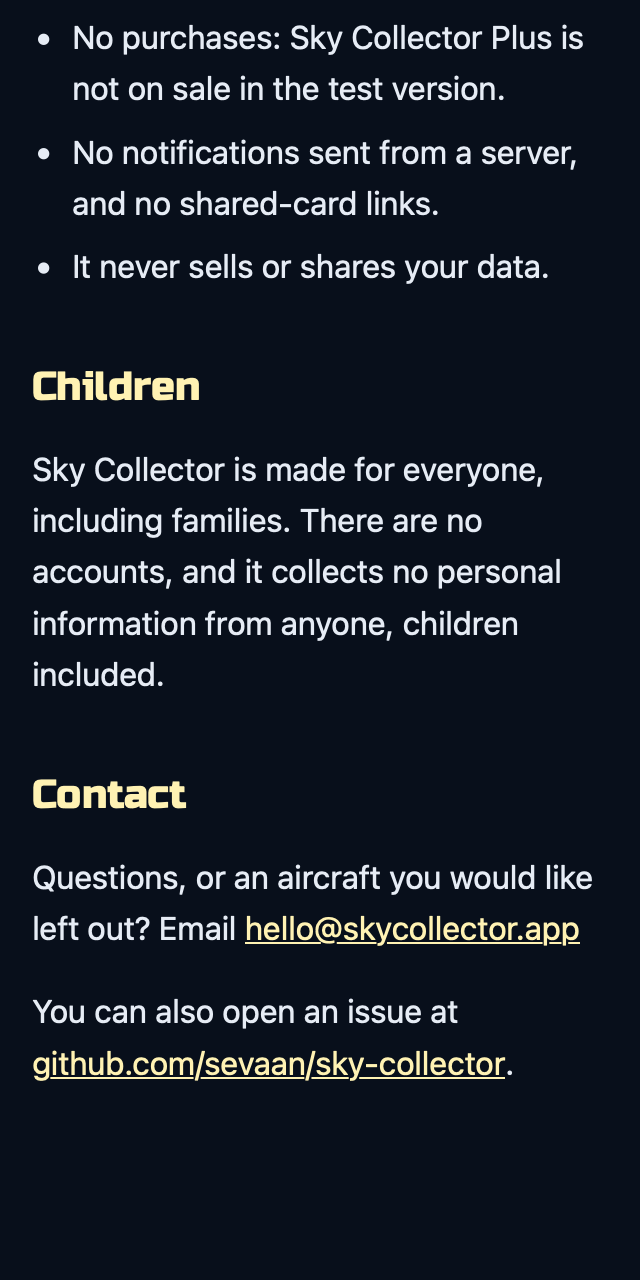 No purchases: Sky Collector Plus is
not on sale in the test version.
No notifications sent from a server,
and no shared-card links.
It never sells or shares your data.
Children
Sky Collector is made for everyone,
including families. There are no
accounts, and it collects no personal
information from anyone, children
included.
Contact
Questions, or an aircraft you would like
left out? Email hello@skycollector.app
You can also open an issue at
github.com/sevaan/sky-collector.